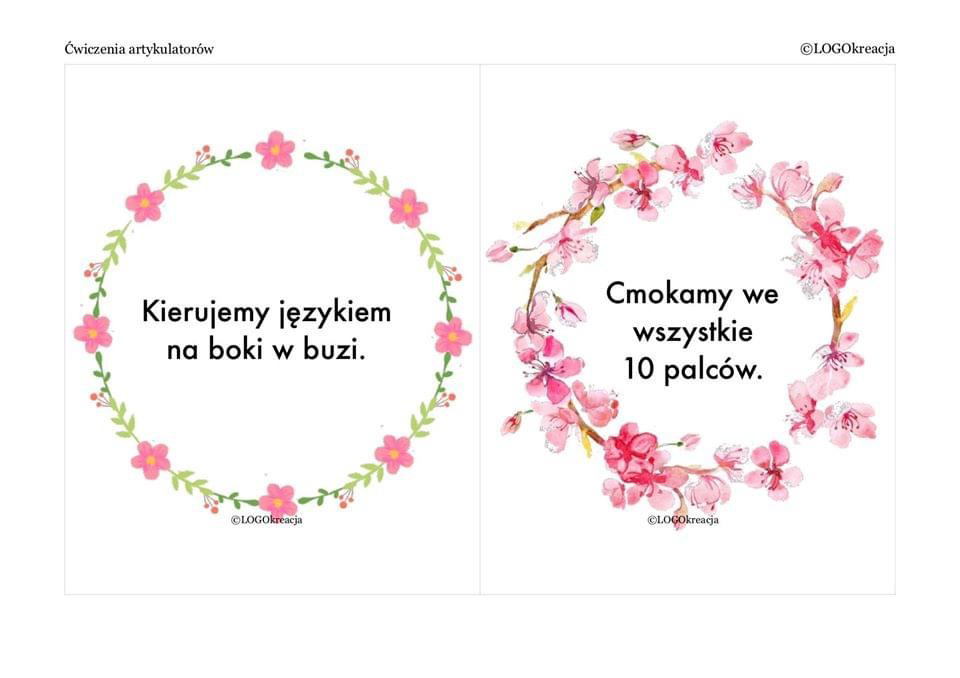 Ćwiczenia artykulatorów
©LOGOkreacja
Kierujemy językiem
na boki w buzi.
©LOGOkreacja
Cmokamy we
wszystkie
10 palców.
©LOGOkreacja